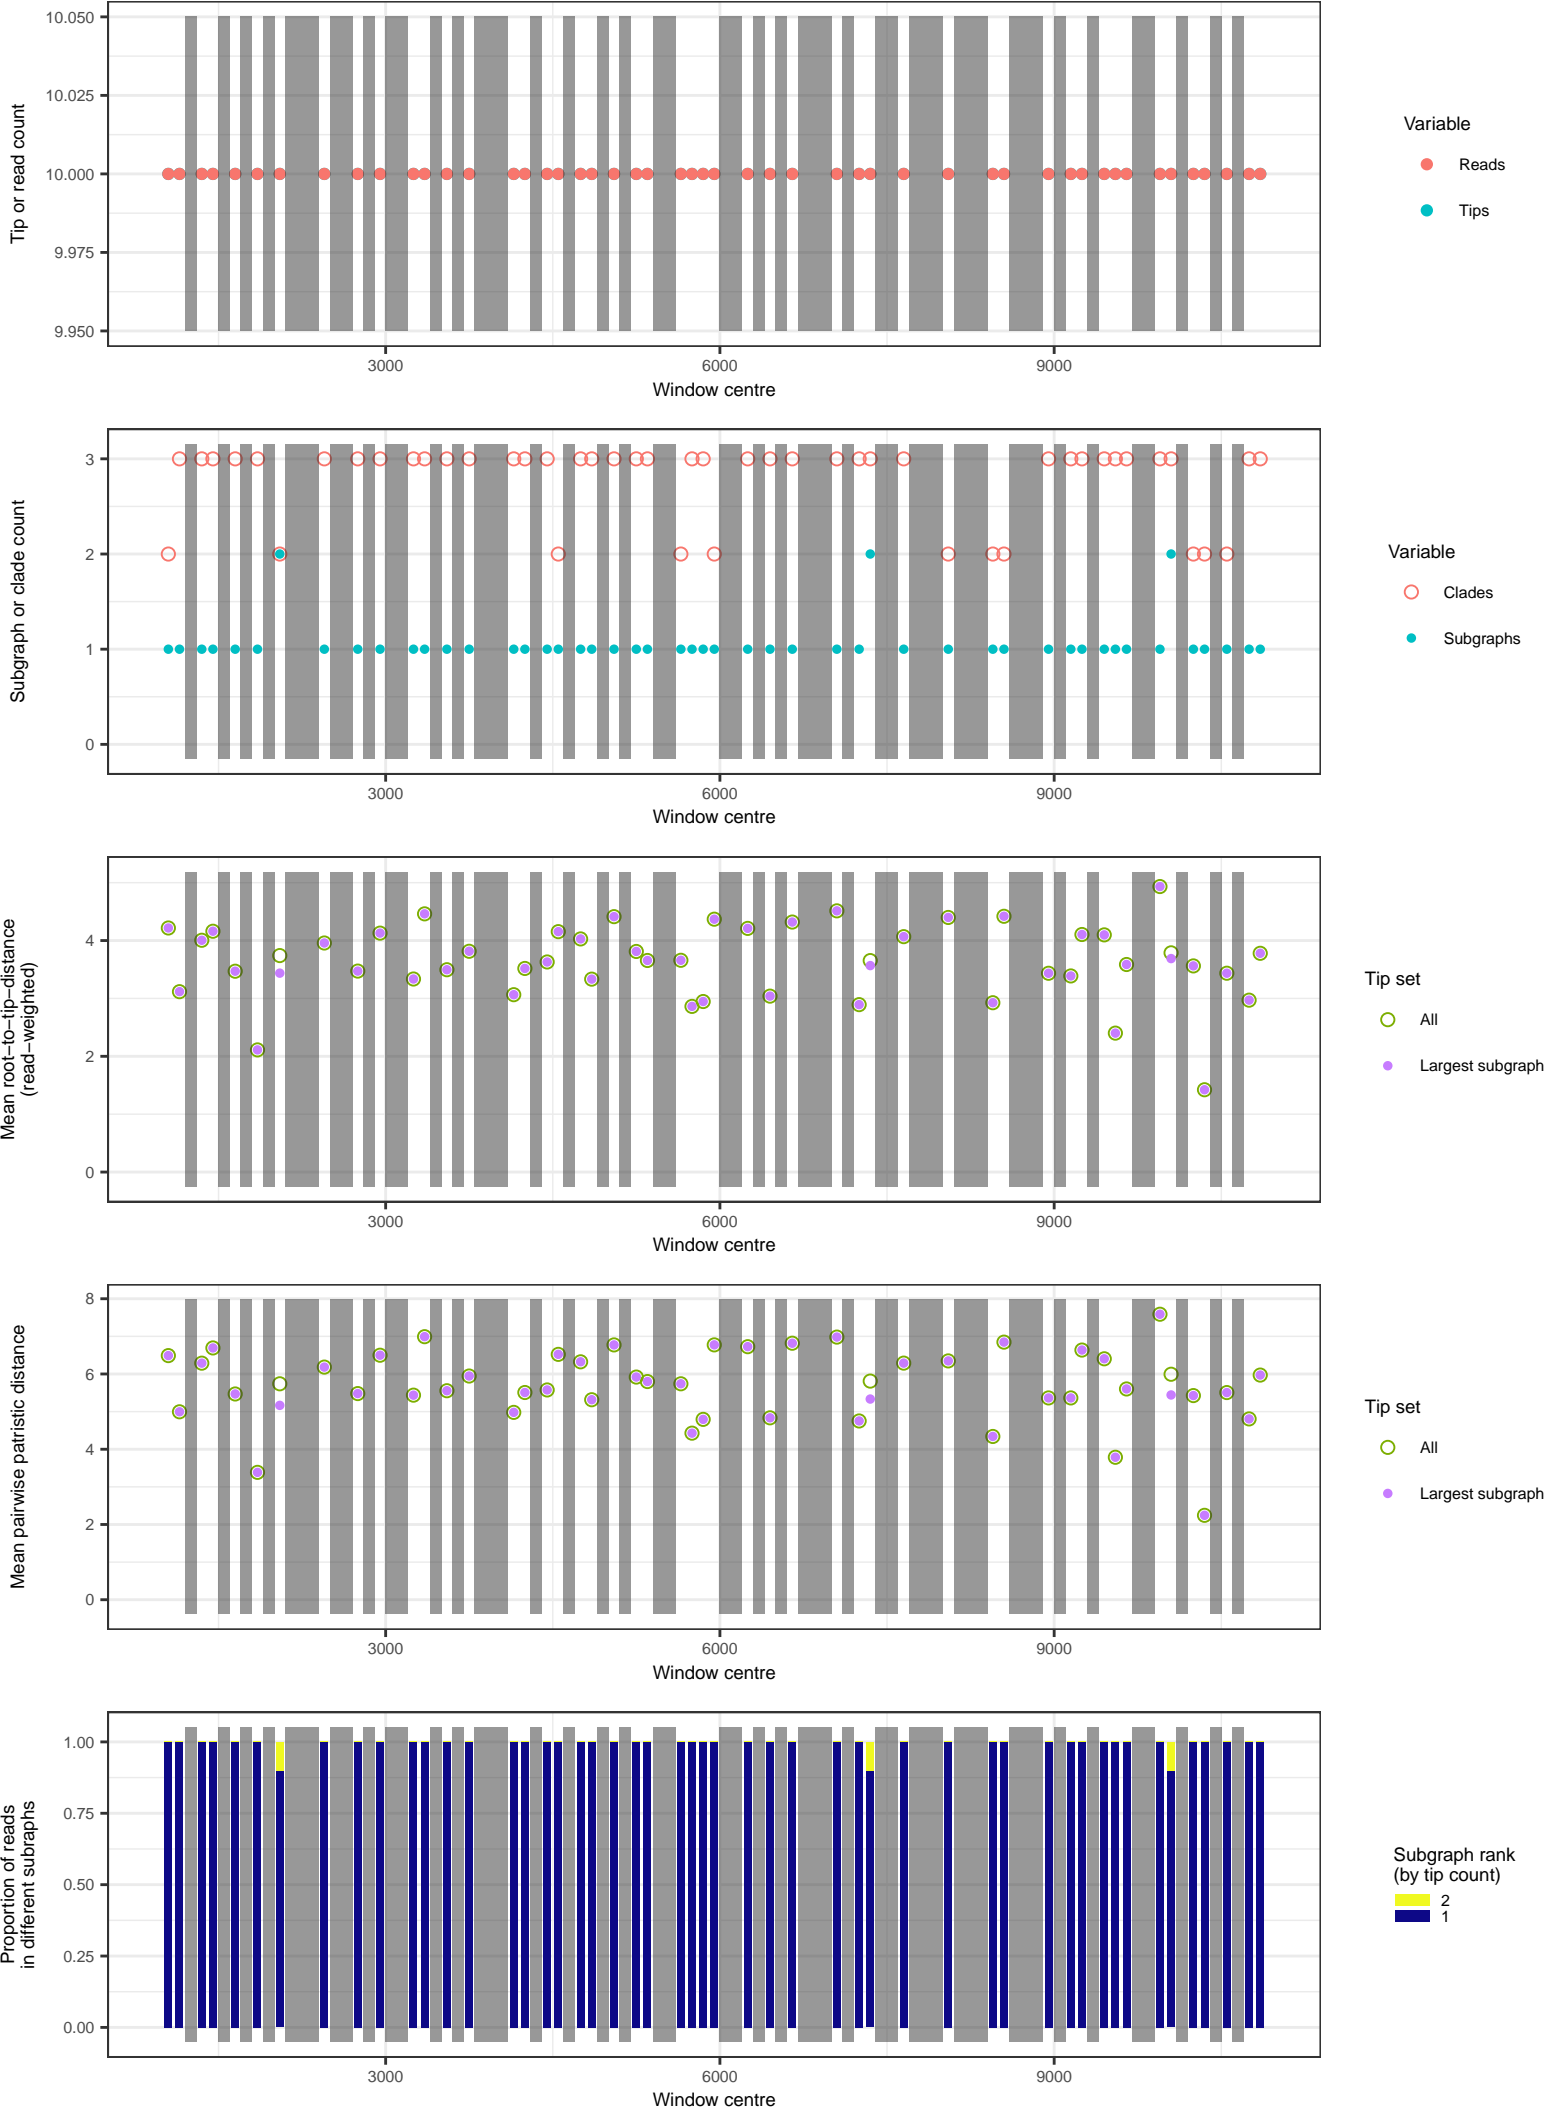 10.050
10.025
10.000
9.975
9.950
Tip or read count
3000
6000
9000
Window centre
Variable
Reads
Tips
3
2
1
0
Subgraph or clade count
3000
6000
9000
Window centre
Variable
Clades
Subgraphs
4
2
0
Mean root−to−tip−distance
(read−weighted)
3000
6000
9000
Window centre
Tip set
All
Largest subgraph
8
6
4
2
0
Mean pairwise patristic distance
3000
6000
9000
Window centre
Tip set
All
Largest subgraph
1.00
0.75
0.50
0.25
0.00
Proportion of reads
in different subraphs
3000
6000
9000
Window centre
Subgraph rank
(by tip count)
2
1